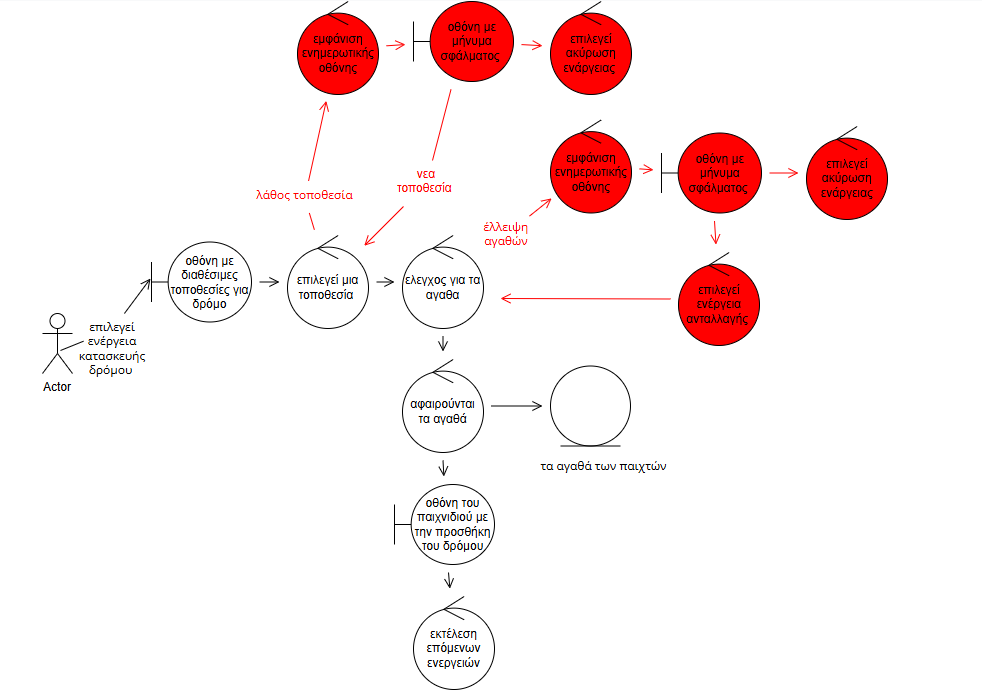 εμφάνιση
ενημερωτικής
οθόνης
οθόνη με
μήνυμα
σφάλματος
επιλεγεί
ακύρωση
ενάργειας
λάθος τοποθεσία
νεα
τοποθεσία
εμφάνιση
ενημερωτικής
οθόνης
οθόνη με
μήνυμα
σφάλματος
επιλεγεί
ακύρωση
ενάργειας
έλλειψη
αγαθών
οθόνη με
διαθέσιμες
τοποθεσίες για
δρόμο
επιλεγεί μια
τοποθεσία
ελεγχος για τα
αγαθα
επιλεγεί
ενέργεια
ανταλλαγής
επιλεγεί
ενέργεια
κατασκευής
δρόμου
Actor
αφαιρούνται
τα αγαθά
τα αγαθά των παιχτών
οθόνη του
παιχνιδιού με
την προσθήκη
του δρόμου
εκτέλεση
επόμενων
ενεργειών